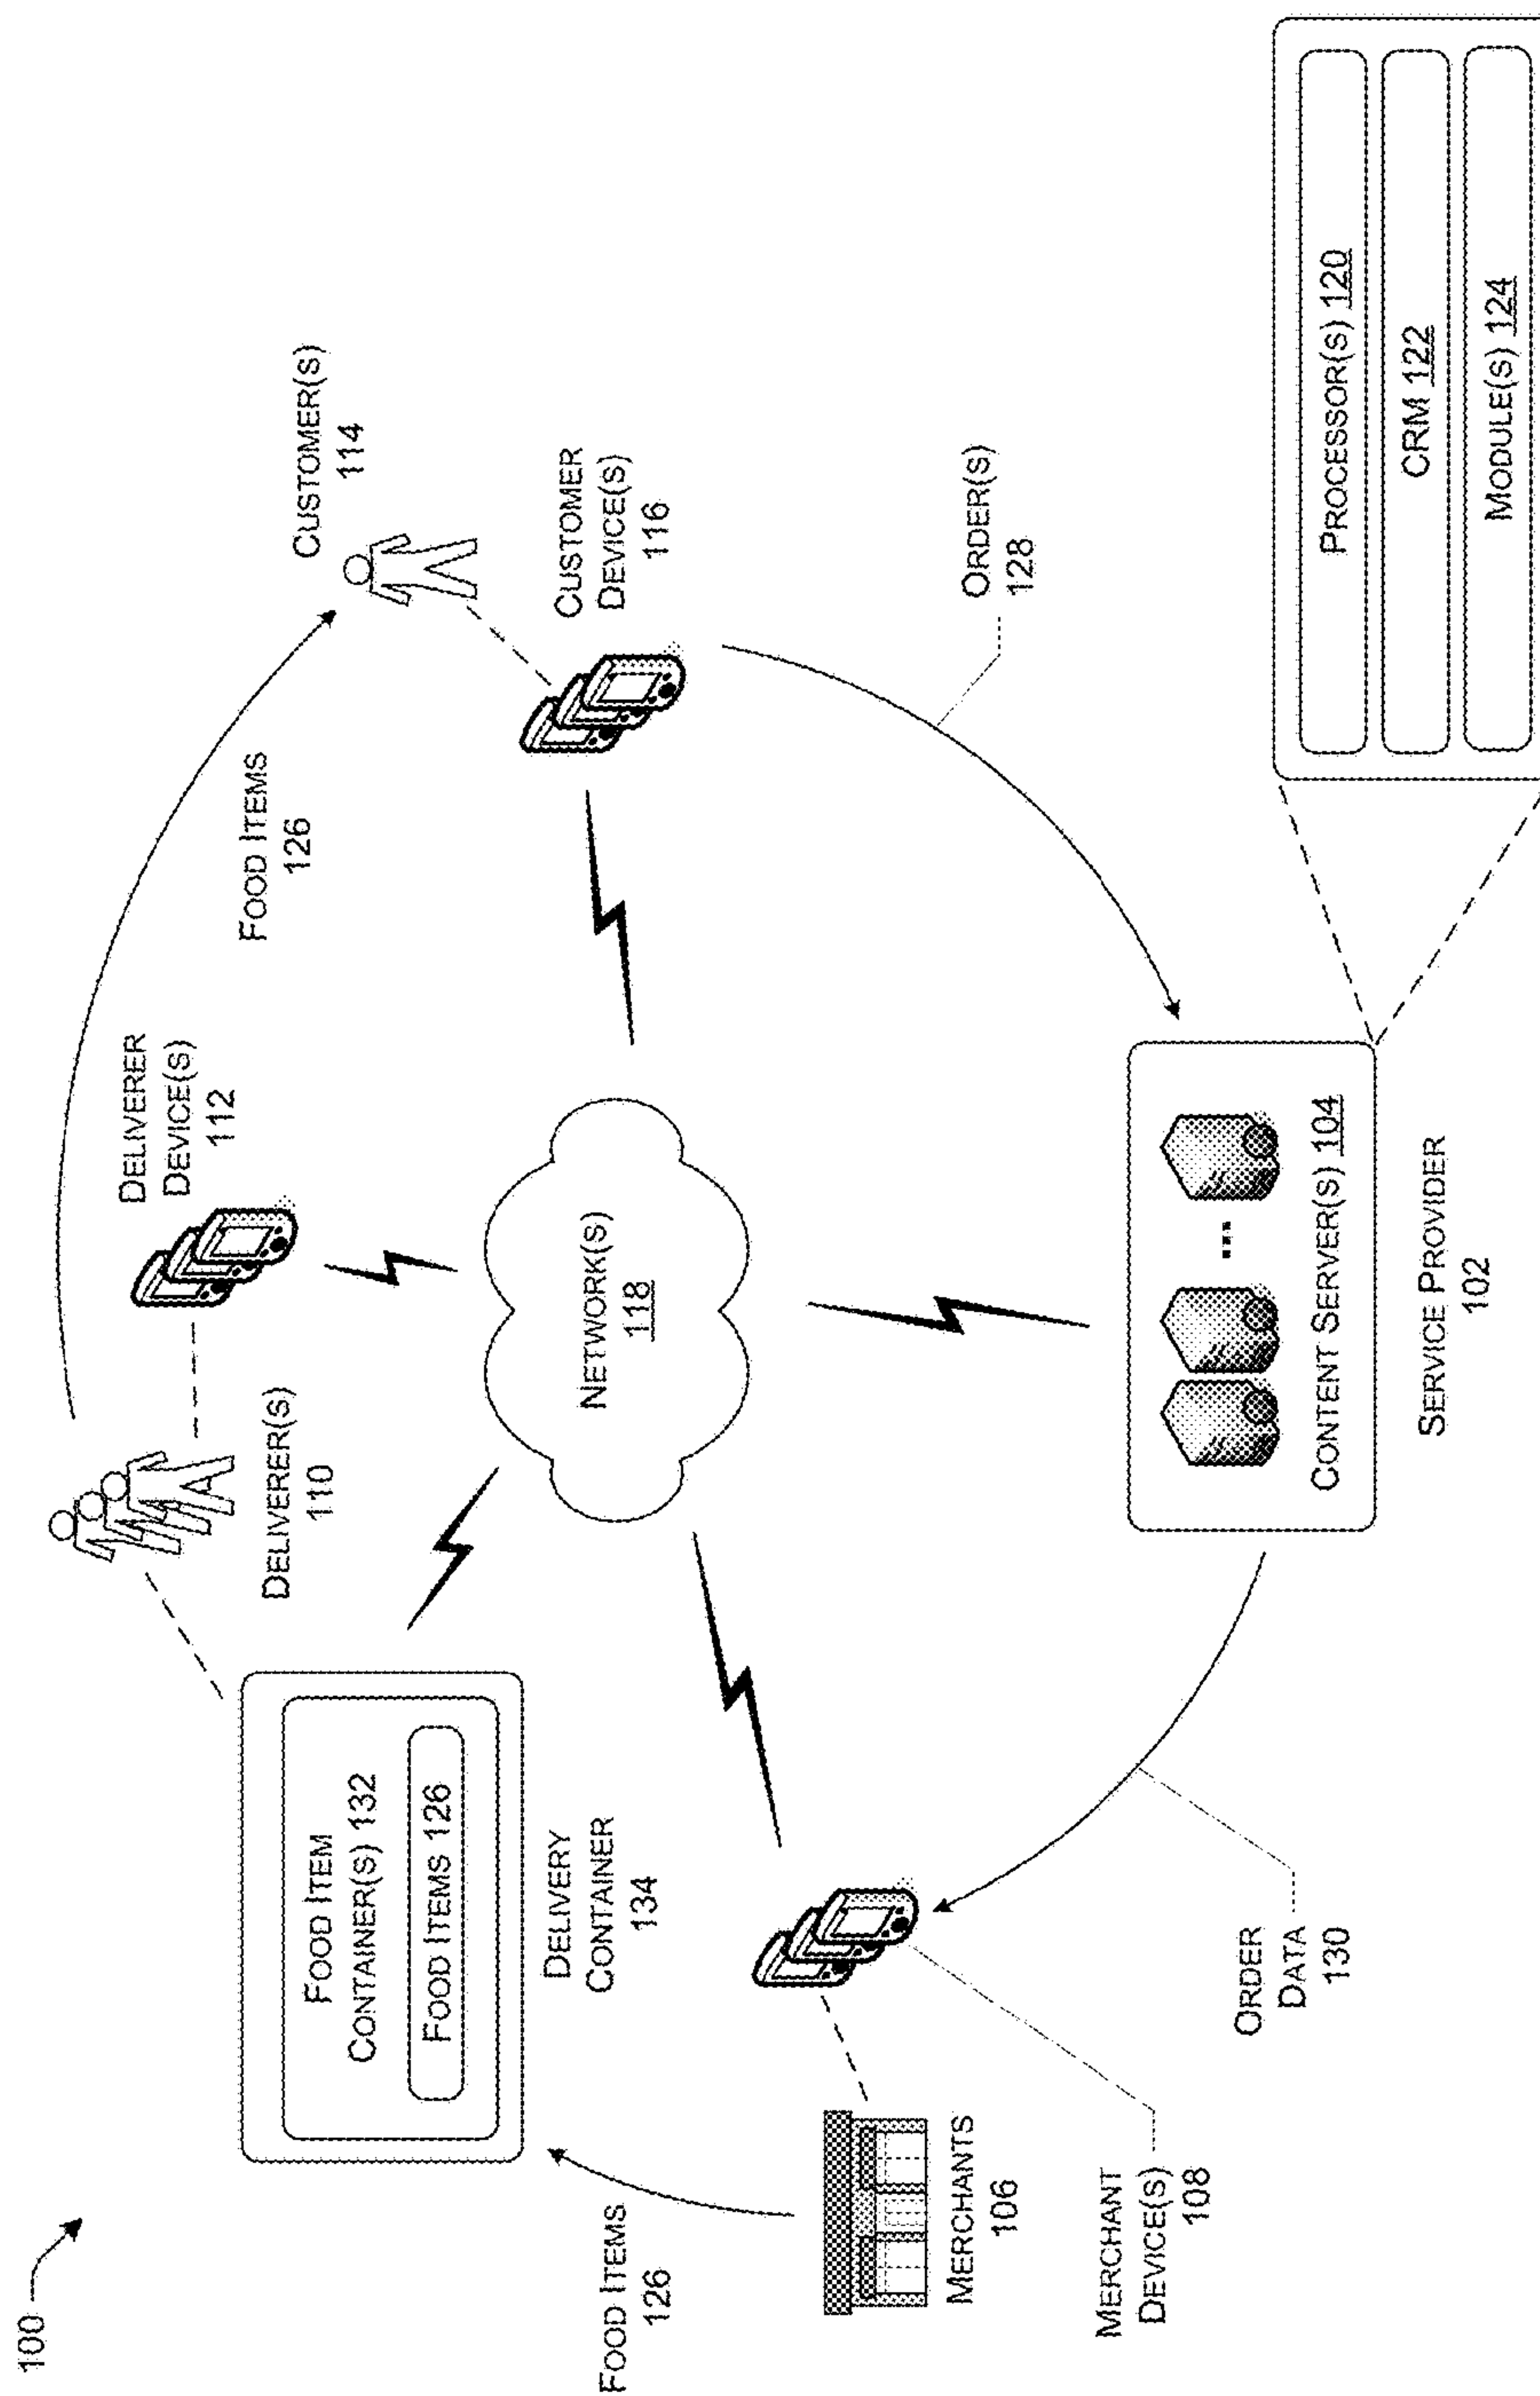 100
FOOD ITEMS
126
MERCHANTS
106
MERCHANT
DEVICE(S)
108
FOOD ITEM
CONTAINER(S) 132
FOOD ITEMS 126
DELIVERY
CONTAINER
134
ORDER
DATA
130
DELIVERER(S)
110
DELIVERER
DEVICE(S)
112
NETWORK(S)
118
...
CONTENT SERVER(S) 104
SERVICE PROVIDER
102
FOOD ITEMS
126
CUSTOMER(S)
114
CUSTOMER
DEVICE(S)
116
ORDER(S)
128
PROCESSOR(S) 120
CRM 122
MODULE(S) 124